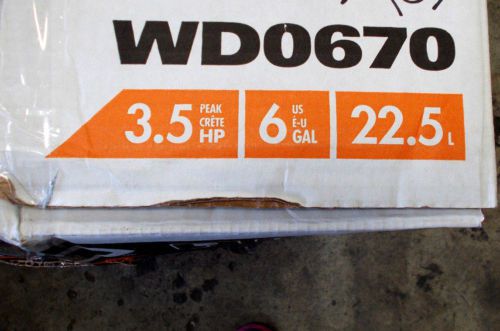 WD0670
3.5 PEAK CRÊTE HP
6 US É-U GAL
22.5 L